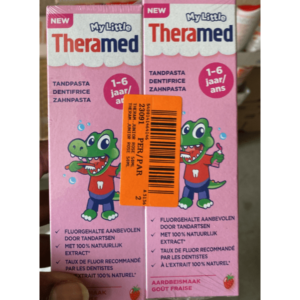 NEW
My Little
Theramed
TANDPASTA
DENTIFRICE
ZAHNPASTA
1-6
jaar/
ans
FLUORGEHALTE AANBEVOLEN
DOOR TANDARTSEN
MET 100% NATUURLIJK
EXTRACT*
TAUX DE FLUOR RECOMMANDÉ
PAR LES DENTISTES
À L'EXTRAIT 100% NATUREL*
NEW
My Little
Theramed
TANDPASTA
DENTIFRICE
ZAHNPASTA
1-6
jaar/
ans
FLUORGEHALTE AANBEVOLEN
DOOR TANDARTSEN
MET 100% NATUURLIJK
EXTRACT*
TAUX DE FLUOR RECOMMANDÉ
PAR LES DENTISTES
À L'EXTRAIT 100% NATUREL*
AARDBEISMAAK
GOÛT FRAISE
PER/PAR
2